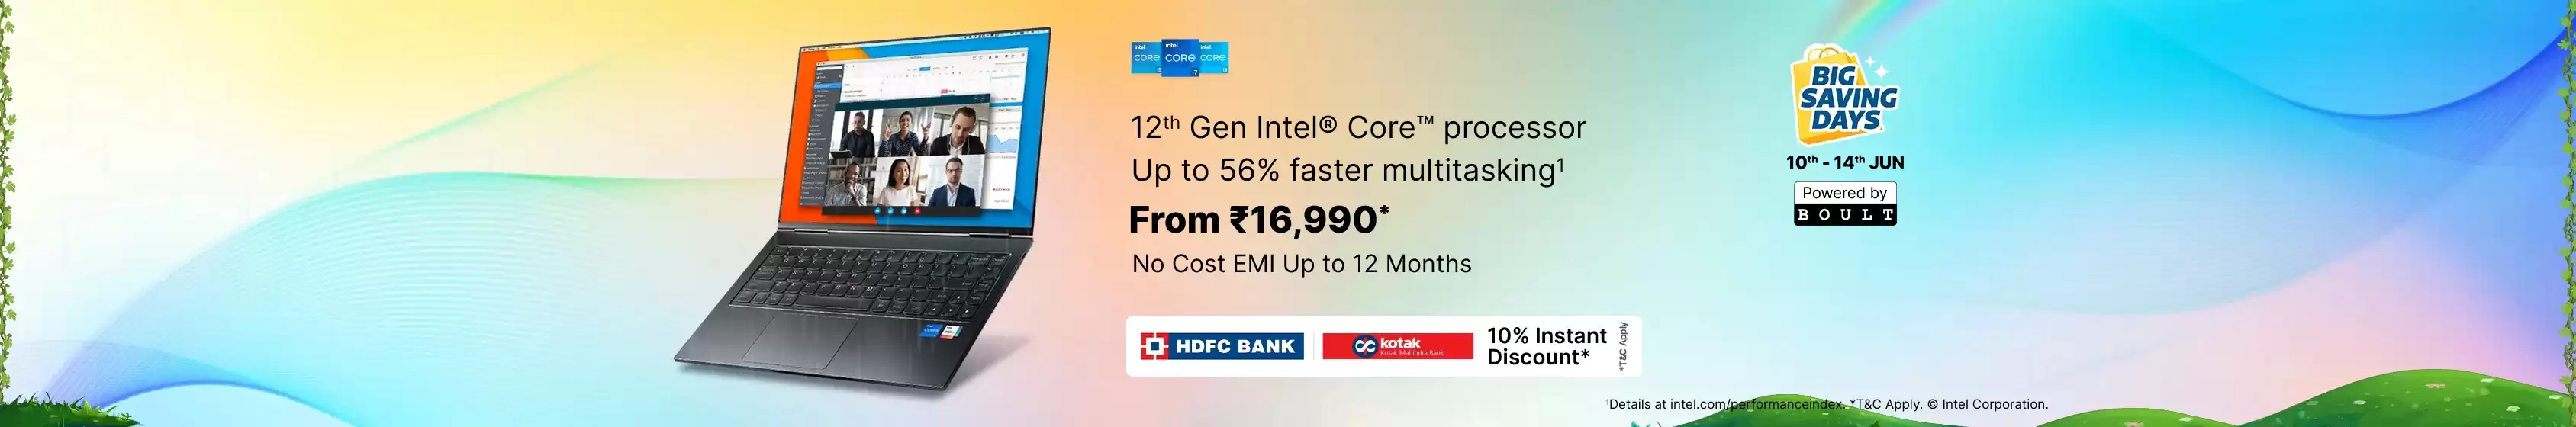 intel.
CORE
i5
intel.
CORE
i7
intel.
CORE
12th Gen Intel® Core™ processor
Up to 56% faster multitasking¹
From ₹16,990*
No Cost EMI Up to 12 Months
HDFC BANK
kotak
Kotak Mahindra Bank
10% Instant
Discount*
*T&C Apply
BIG
SAVING
DAYS
10th - 14th JUN
Powered by
BOULT
¹Details at intel.com/performanceindex. *T&C Apply. © Intel Corporation.